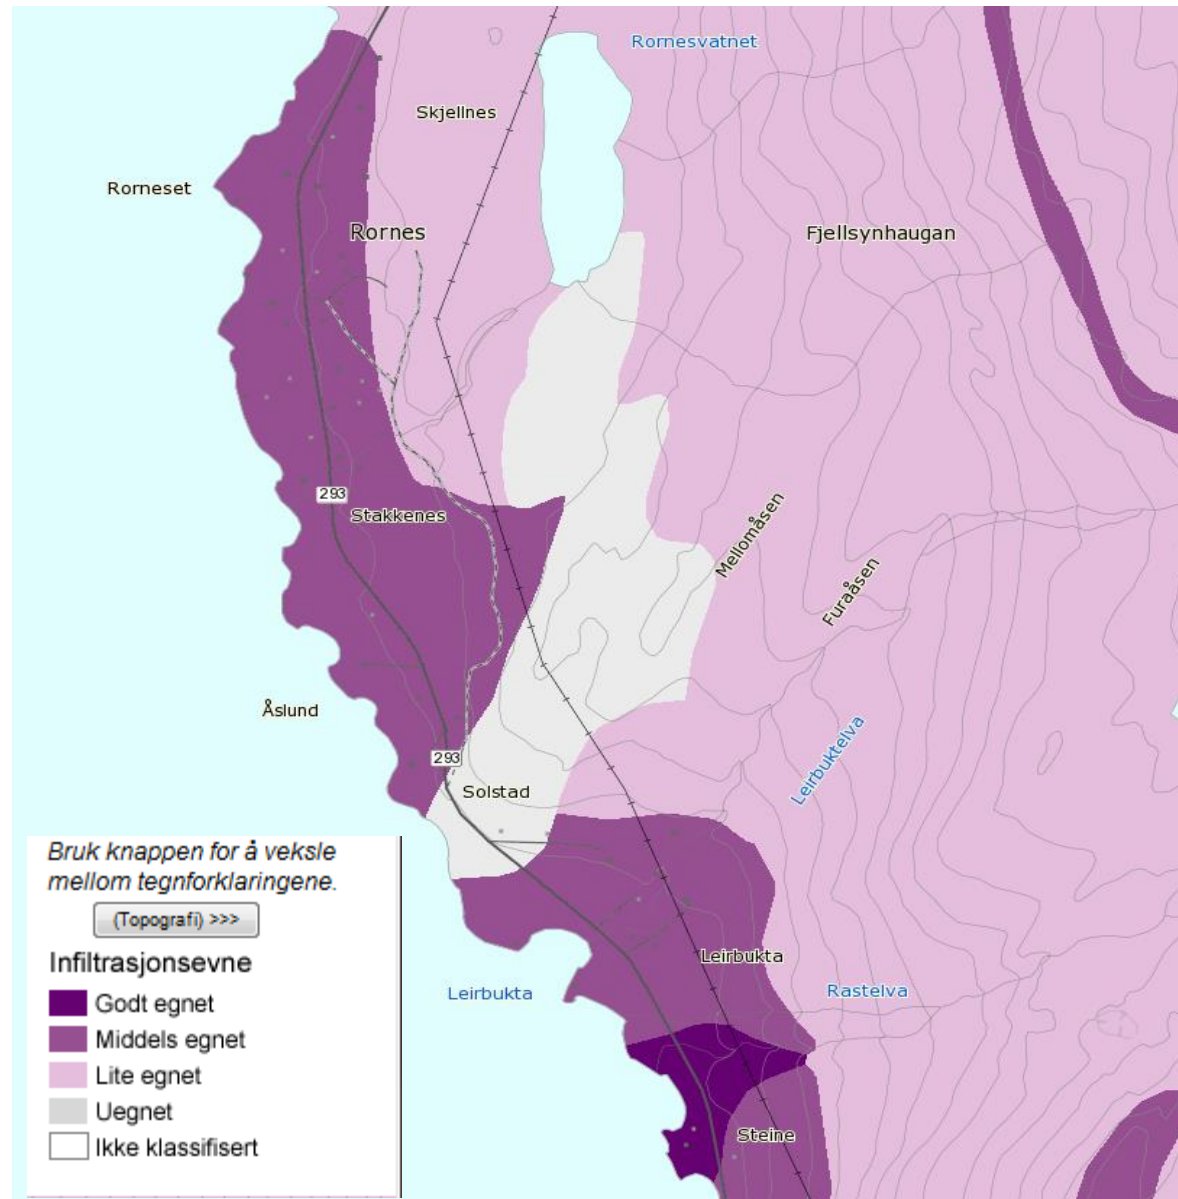 Rornesvatnet
Skjellnes
Rorneset
Rornes
Fjellsynhaugan
293
Stakkenes
Mellomåsen
Furaåsen
Åslund
Leirbuktelva
293
Solstad
Bruk knappen for å veksle
mellom tegnforklaringene.
(Topografi) >>>
Infiltrasjonsevne
Godt egnet
Middels egnet
Lite egnet
Uegnet
Ikke klassifisert
Leirbukta
Leirbukta
Rastelva
Steine